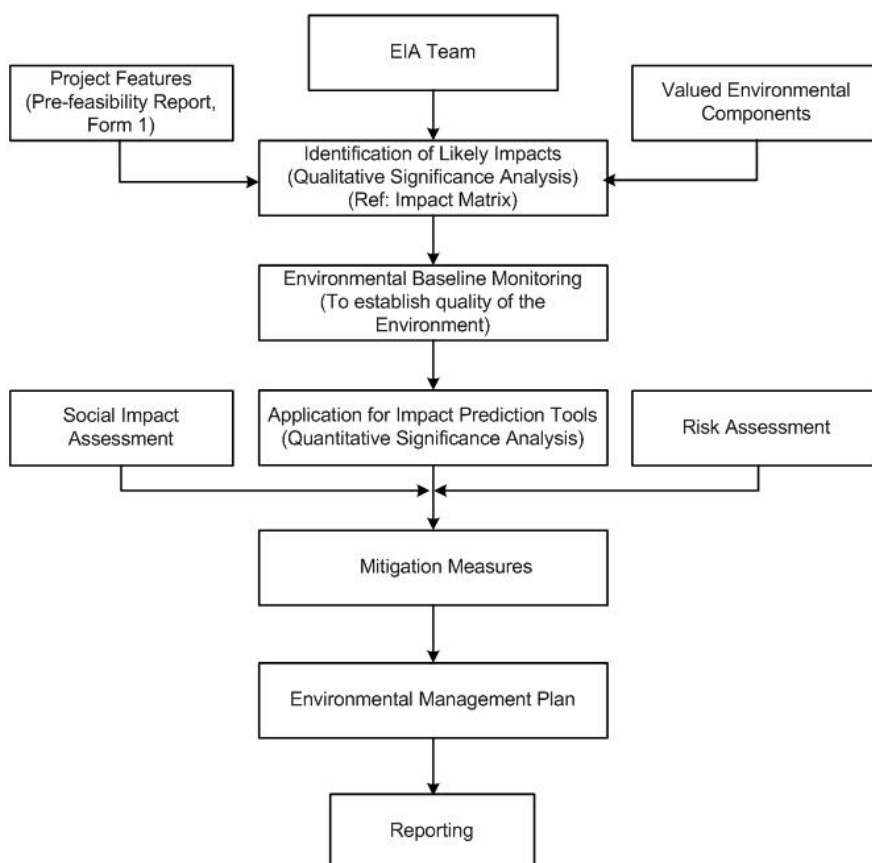 EIA Team
Project Features
(Pre-feasibility Report,
Form 1)
Valued Environmental
Components
Identification of Likely Impacts
(Qualitative Significance Analysis)
(Ref: Impact Matrix)
Environmental Baseline Monitoring
(To establish quality of the
Environment)
Social Impact
Assessment
Application for Impact Prediction Tools
(Quantitative Significance Analysis)
Risk Assessment
Mitigation Measures
Environmental Management Plan
Reporting